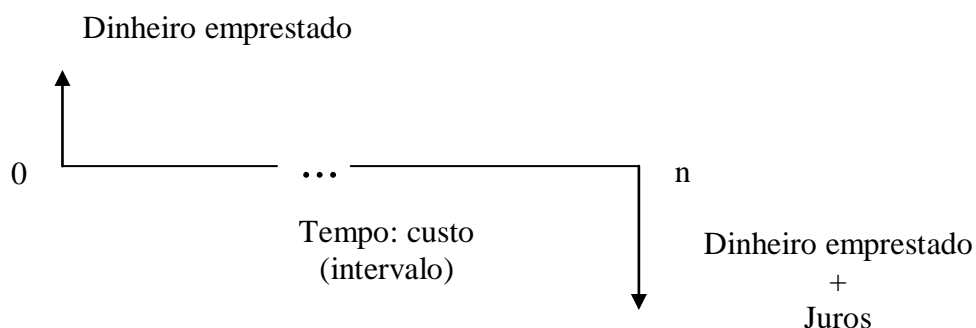 Dinheiro emprestado
0
...
n
Tempo: custo
(intervalo)
Dinheiro emprestado
+
Juros